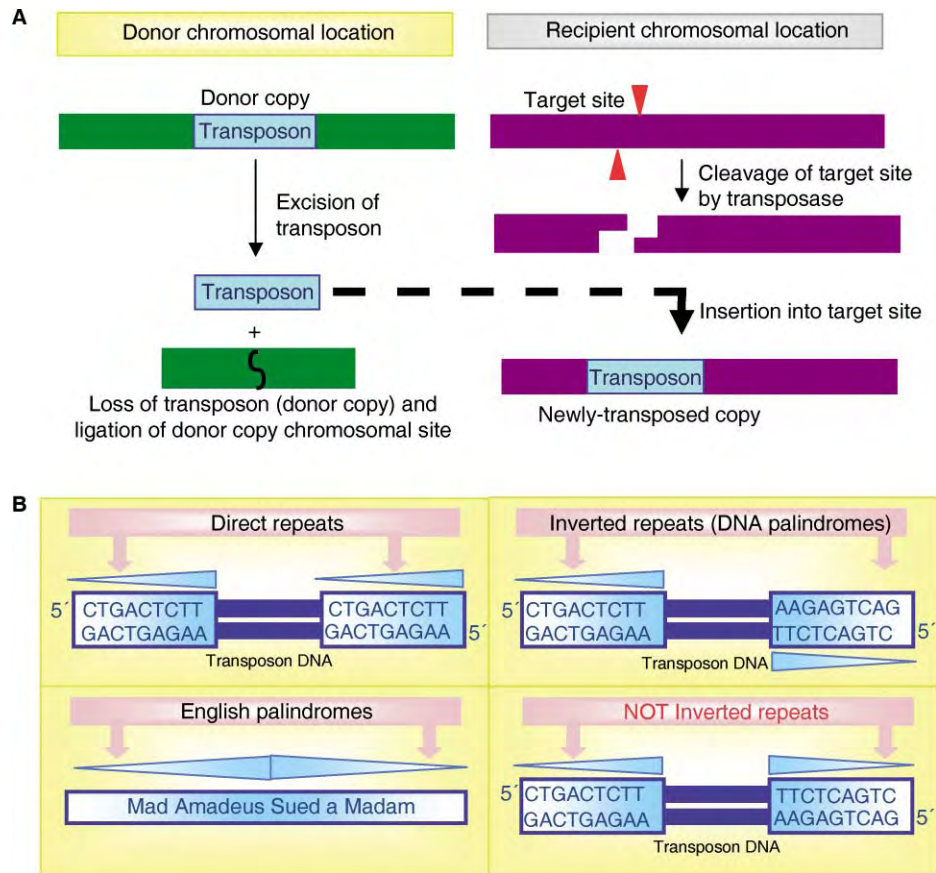 A
Donor chromosomal location
Recipient chromosomal location
Donor copy
Transposon
Target site
Excision of
transposon
Cleavage of target site
by transposase
Transposon
+
Insertion into target site
Transposon
Loss of transposon (donor copy) and
ligation of donor copy chromosomal site
Newly-transposed copy
B
Direct repeats
5´ CTGACTCTT CTGACTCTT
GACTGAGAA GACTGAGAA 5´
Transposon DNA
Inverted repeats (DNA palindromes)
5´ CTGACTCTT AAGAGTCAG
GACTGAGAA TTCTCAGTC 5´
Transposon DNA
English palindromes
Mad Amadeus Sued a Madam
NOT Inverted repeats
5´ CTGACTCTT TTCTCAGTC
GACTGAGAA AAGAGTCAG 5´
Transposon DNA